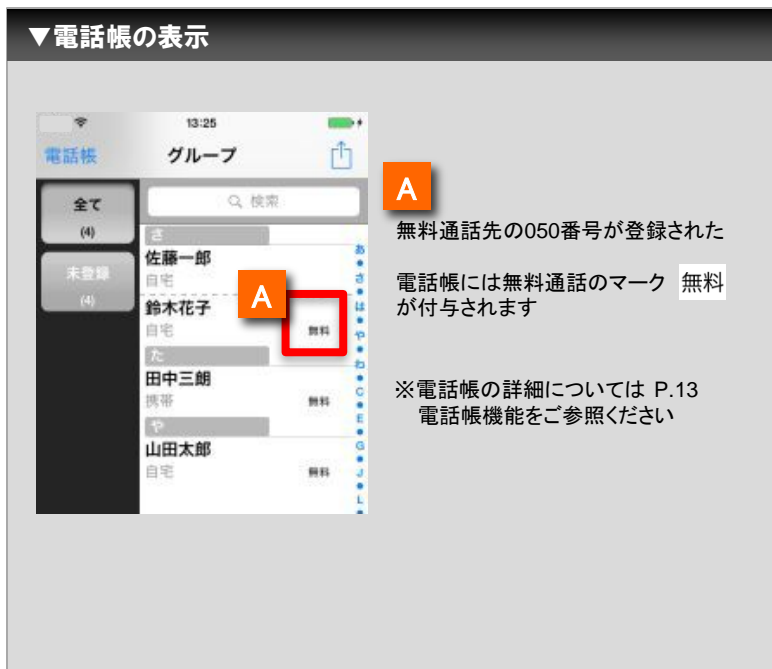 ▼電話帳の表示
13:25
電話帳
グループ
全て
(4)
未登録
(4)
検索
さ
佐藤一郎
自宅
A
鈴木花子
自宅
無料
た
田中三朗
携帯
無料
や
山田太郎
自宅
無料
あ
さ
は
や
わ
C
E
G
J
L
A
無料通話先の050番号が登録された
電話帳には無料通話のマーク 無料
が付与されます
※電話帳の詳細については P.13
電話帳機能をご参照ください